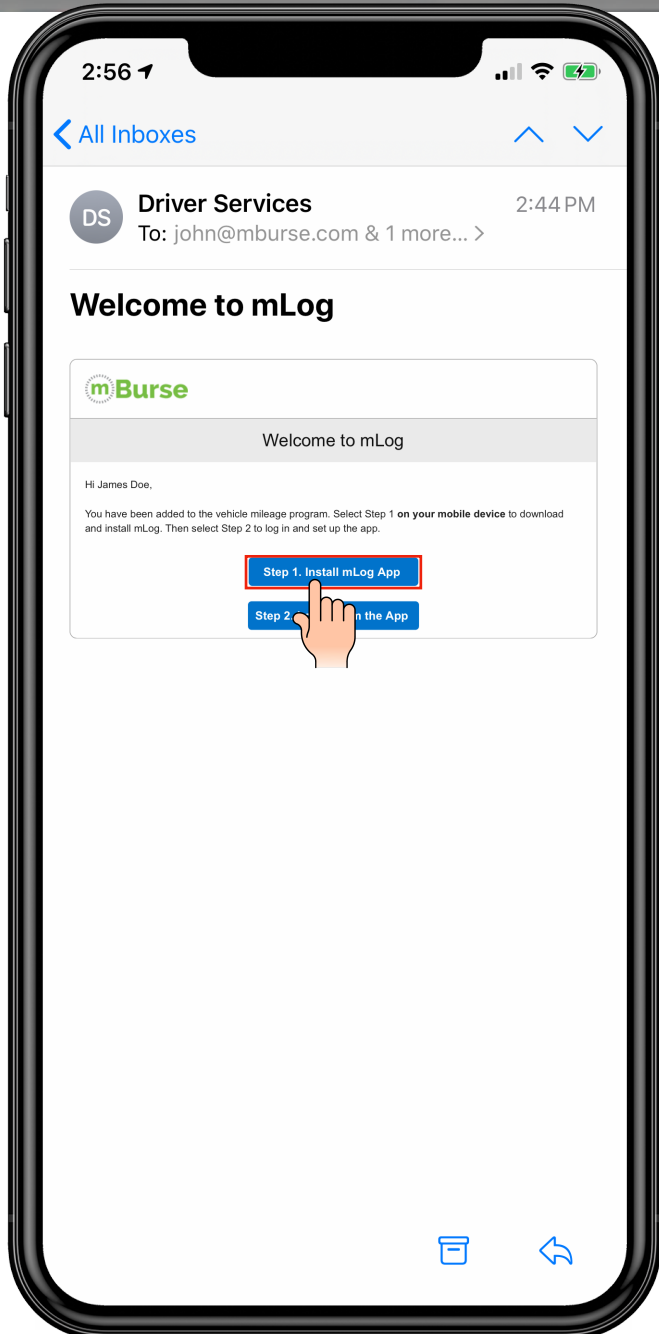 2:56
All Inboxes
DS
Driver Services
2:44 PM
To: john@mburse.com & 1 more...
Welcome to mLog
mBurse
Welcome to mLog
Hi James Doe,
You have been added to the vehicle mileage program. Select Step 1 on your mobile device to download
and install mLog. Then select Step 2 to log in and set up the app.
Step 1. Install mLog App
Step 2. the App